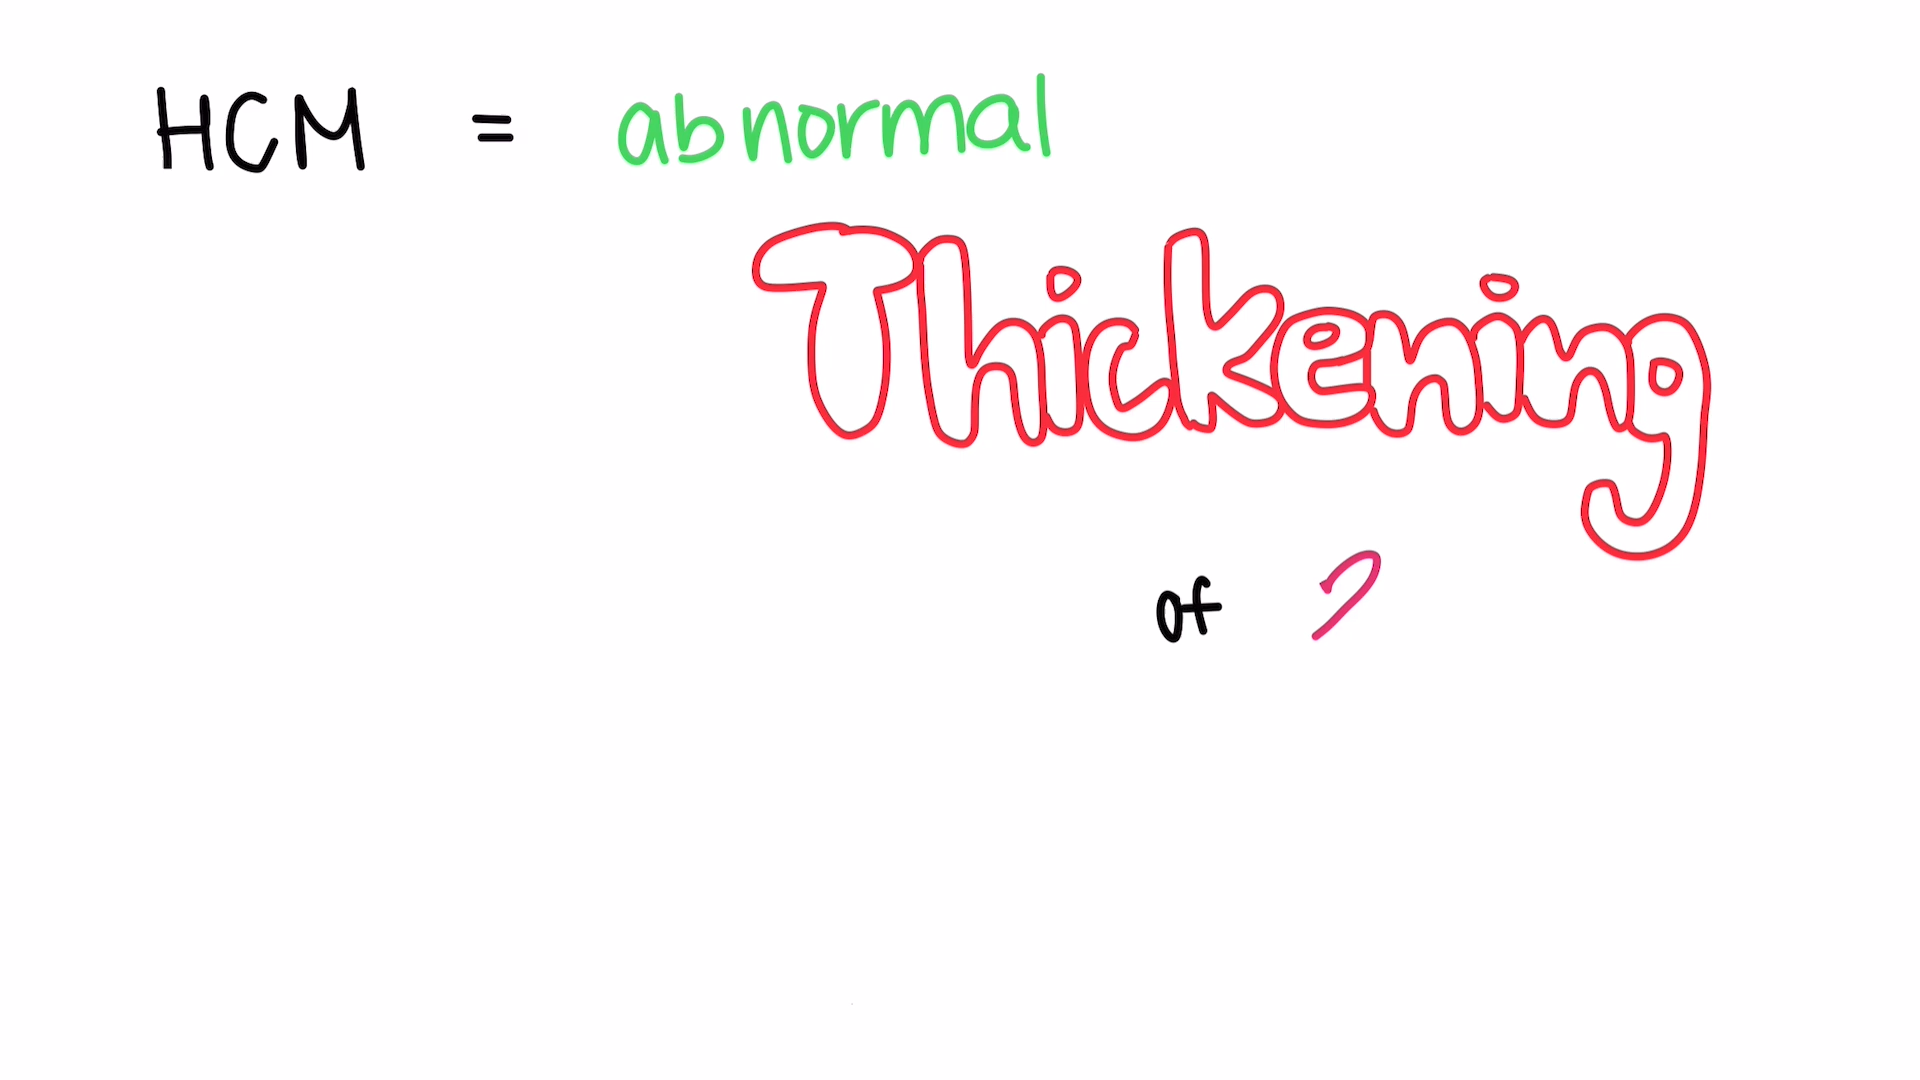 HCM = abnormal
Thickening
of